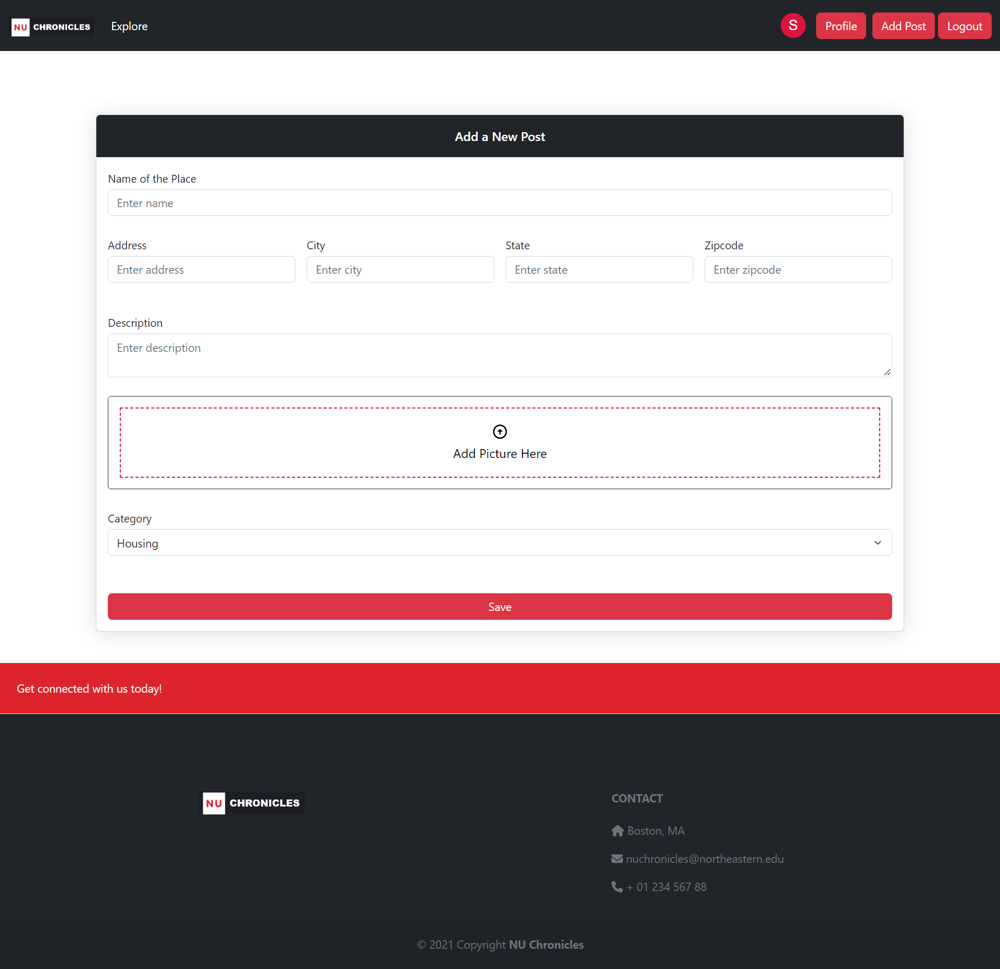 NU CHRONICLES Explore S Profile Add Post Logout
Add a New Post
Name of the Place
Enter name
Address City State Zipcode
Enter address Enter city Enter state Enter zipcode
Description
Enter description
Add Picture Here
Category
Housing
Save
Get connected with us today!
NU CHRONICLES
CONTACT
Boston, MA
nuchronicles@northeastern.edu
+ 01 234 567 88
© 2021 Copyright NU Chronicles